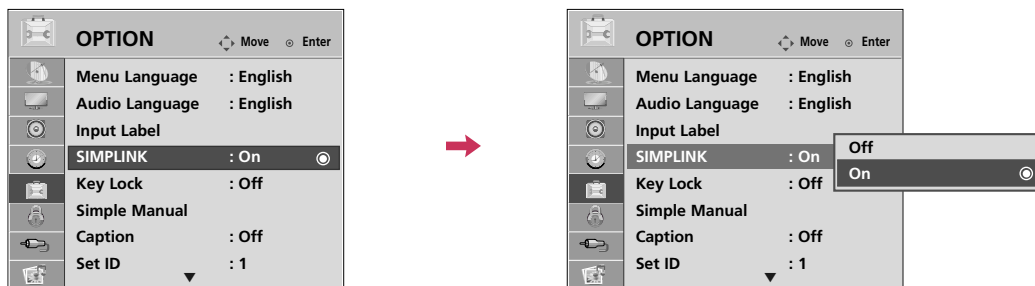 OPTION Move Enter
Menu Language : English
Audio Language : English
Input Label
SIMPLINK : On
Key Lock : Off
Simple Manual
Caption : Off
Set ID : 1
OPTION Move Enter
Menu Language : English
Audio Language : English
Input Label
SIMPLINK : On
Key Lock : Off
Simple Manual
Caption : Off
Set ID : 1
Off
On